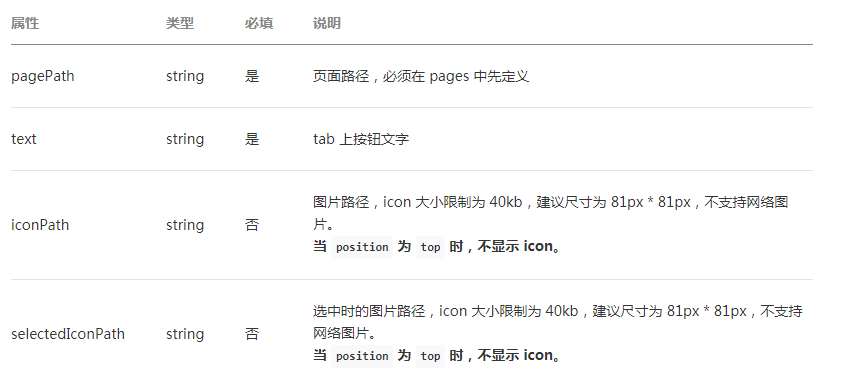 属性 类型 必填 说明
pagePath string 是 页面路径，必须在 pages 中先定义
text string 是 tab 上按钮文字
iconPath string 否 图片路径，icon 大小限制为 40kb，建议尺寸为 81px * 81px，不支持网络图
片。
当 position 为 top 时，不显示 icon。
selectedIconPath string 否 选中时的图片路径，icon 大小限制为 40kb，建议尺寸为 81px * 81px，不支持
网络图片。
当 position 为 top 时，不显示 icon。